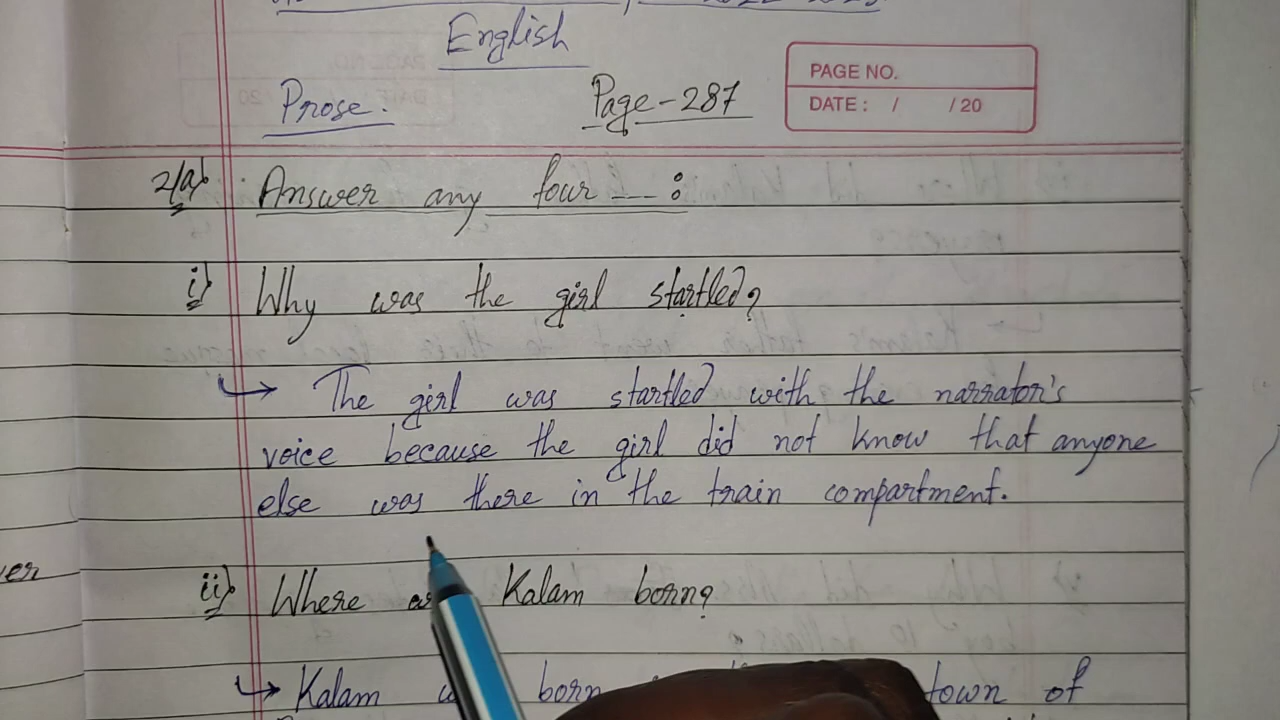 English
PAGE NO.
DATE: / /20
Prose. Page-287
2/a) Answer any four ---:
i) Why was the girl startled?
↳ The girl was startled with the narrator's
voice because the girl did not know that anyone
else was there in the train compartment.
er
ii) Where Kalam born?
↳ Kalam born town of